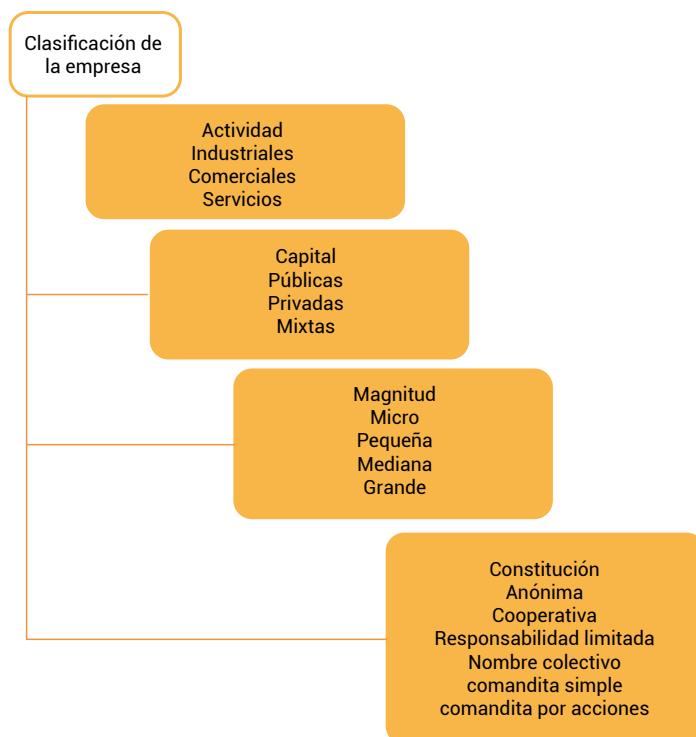 Clasificación de
la empresa
Actividad
Industriales
Comerciales
Servicios
Capital
Públicas
Privadas
Mixtas
Magnitud
Micro
Pequeña
Mediana
Grande
Constitución
Anónima
Cooperativa
Responsabilidad limitada
Nombre colectivo
comandita simple
comandita por acciones